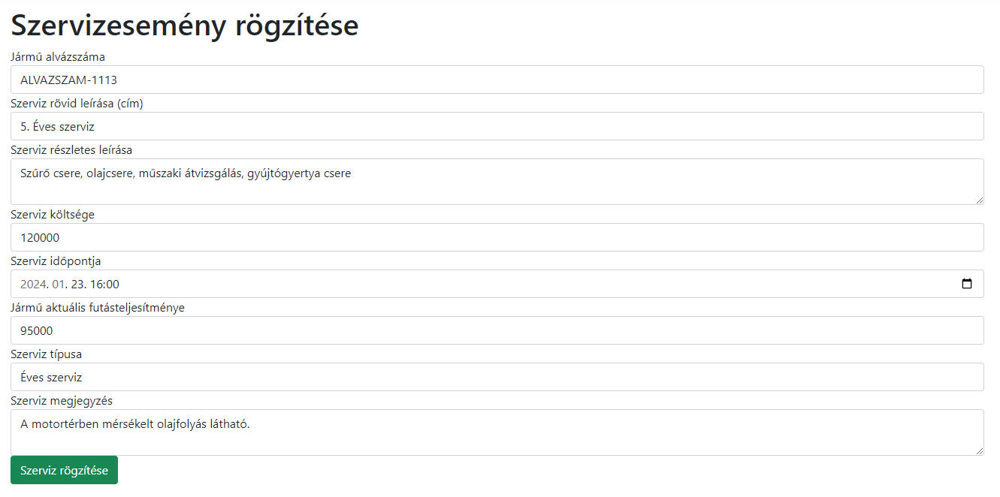 Szervizesemény rögzítése
Jármű alvázszáma
ALVAZSZAM-1113
Szerviz rövid leírása (cím)
5. Éves szerviz
Szerviz részletes leírása
Szűrő csere, olajcsere, műszaki átvizsgálás, gyújtógyertya csere
Szerviz költsége
120000
Szerviz időpontja
2024. 01. 23. 16:00
Jármű aktuális futásteljesítménye
95000
Szerviz típusa
Éves szerviz
Szerviz megjegyzés
A motortérben mérsékelt olajfolyás látható.
Szerviz rögzítése